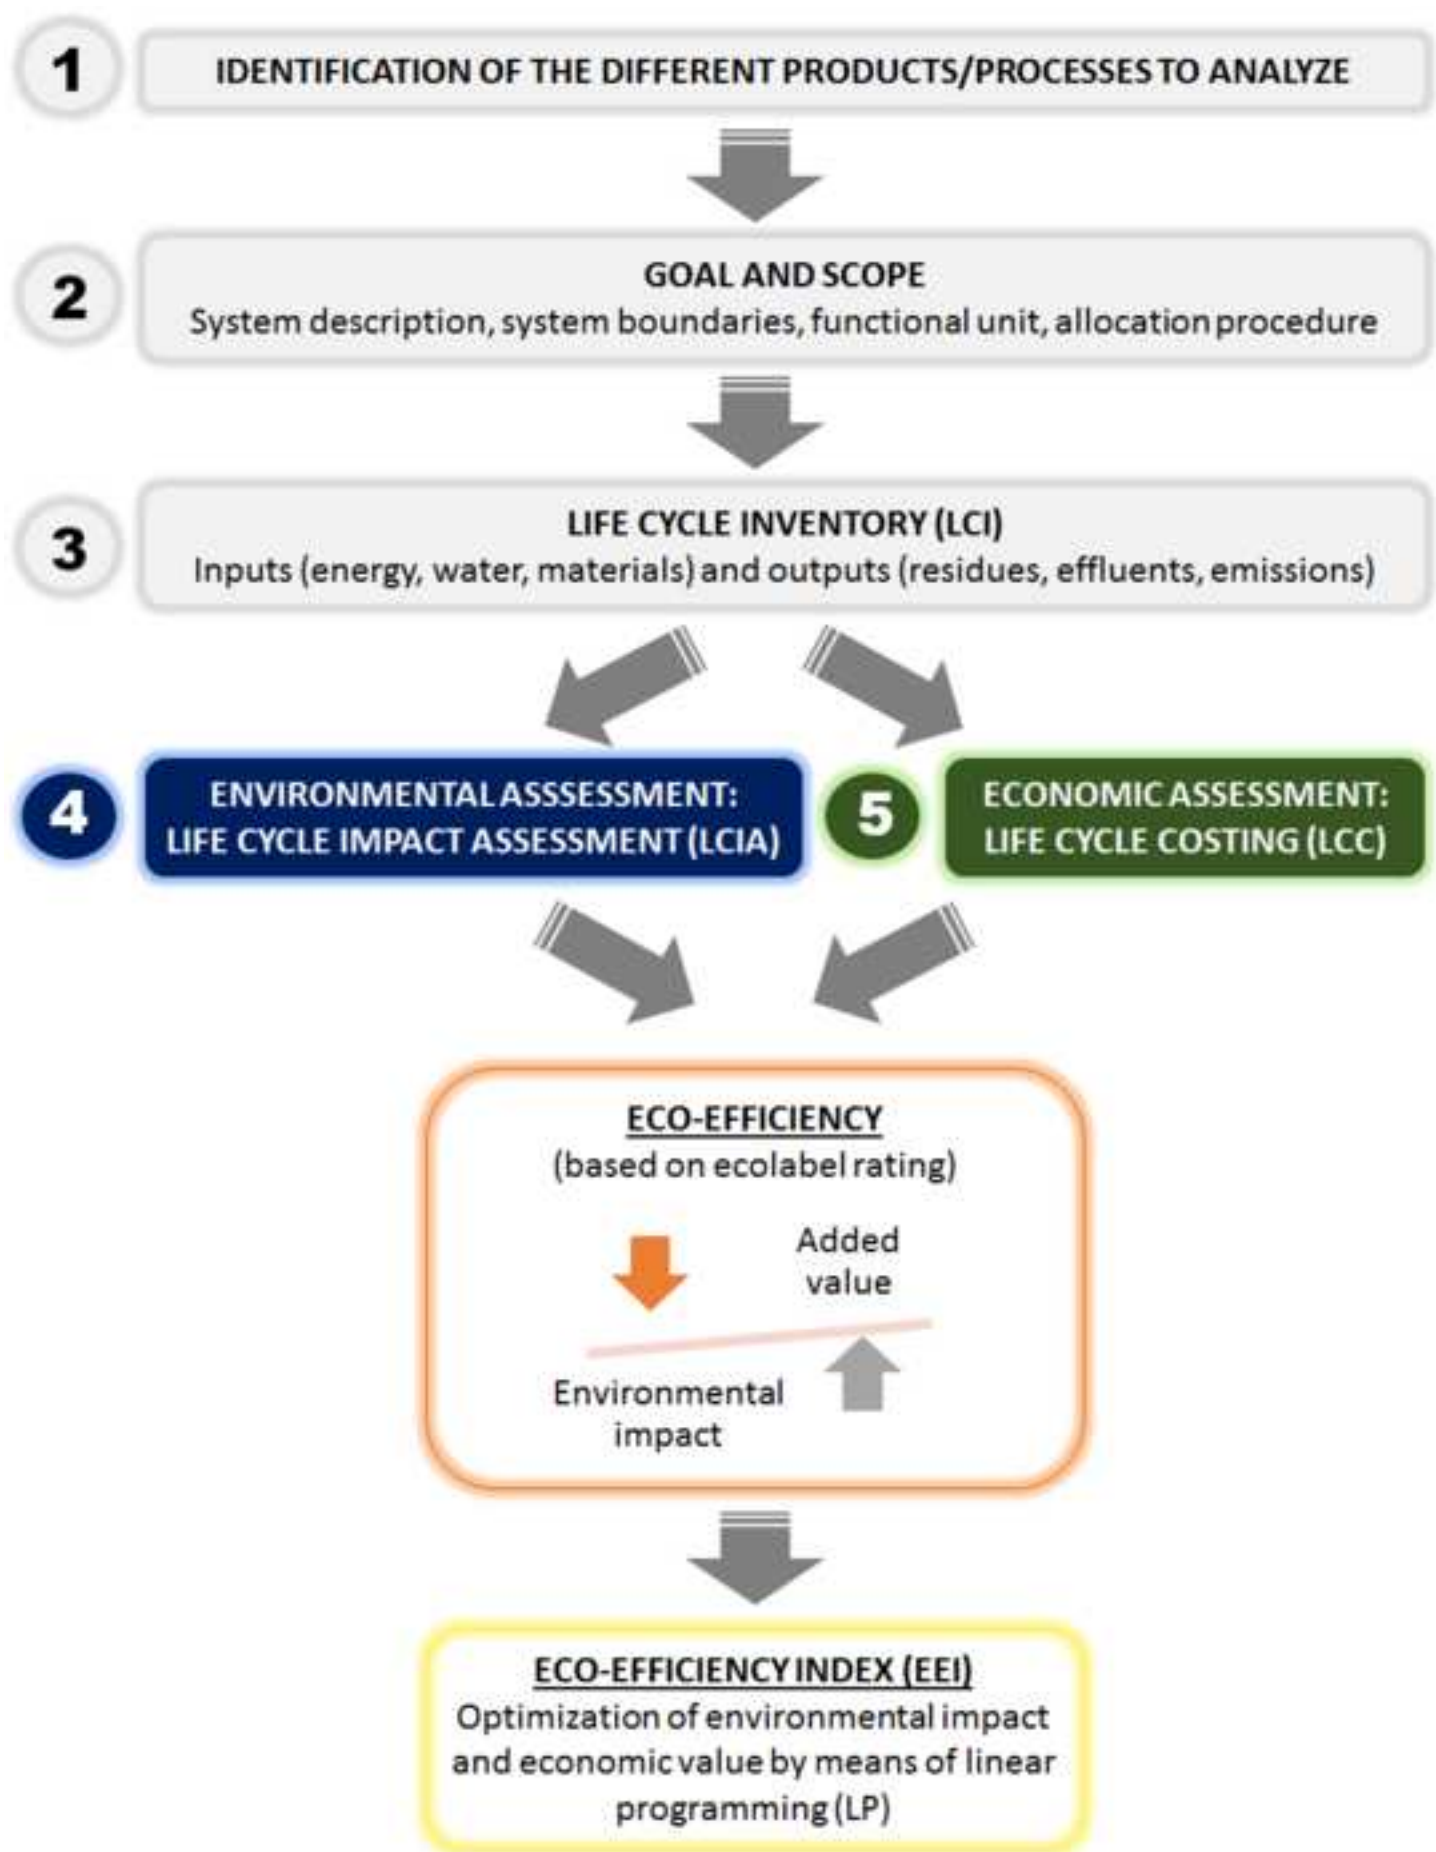 1
IDENTIFICATION OF THE DIFFERENT PRODUCTS/PROCESSES TO ANALYZE
2
GOAL AND SCOPE
System description, system boundaries, functional unit, allocation procedure
3
LIFE CYCLE INVENTORY (LCI)
Inputs (energy, water, materials) and outputs (residues, effluents, emissions)
4
ENVIRONMENTAL ASSSESSMENT:
LIFE CYCLE IMPACT ASSESSMENT (LCIA)
5
ECONOMIC ASSESSMENT:
LIFE CYCLE COSTING (LCC)
ECO-EFFICIENCY
(based on ecolabel rating)
Added
value
Environmental
impact
ECO-EFFICIENCY INDEX (EEI)
Optimization of environmental impact
and economic value by means of linear
programming (LP)